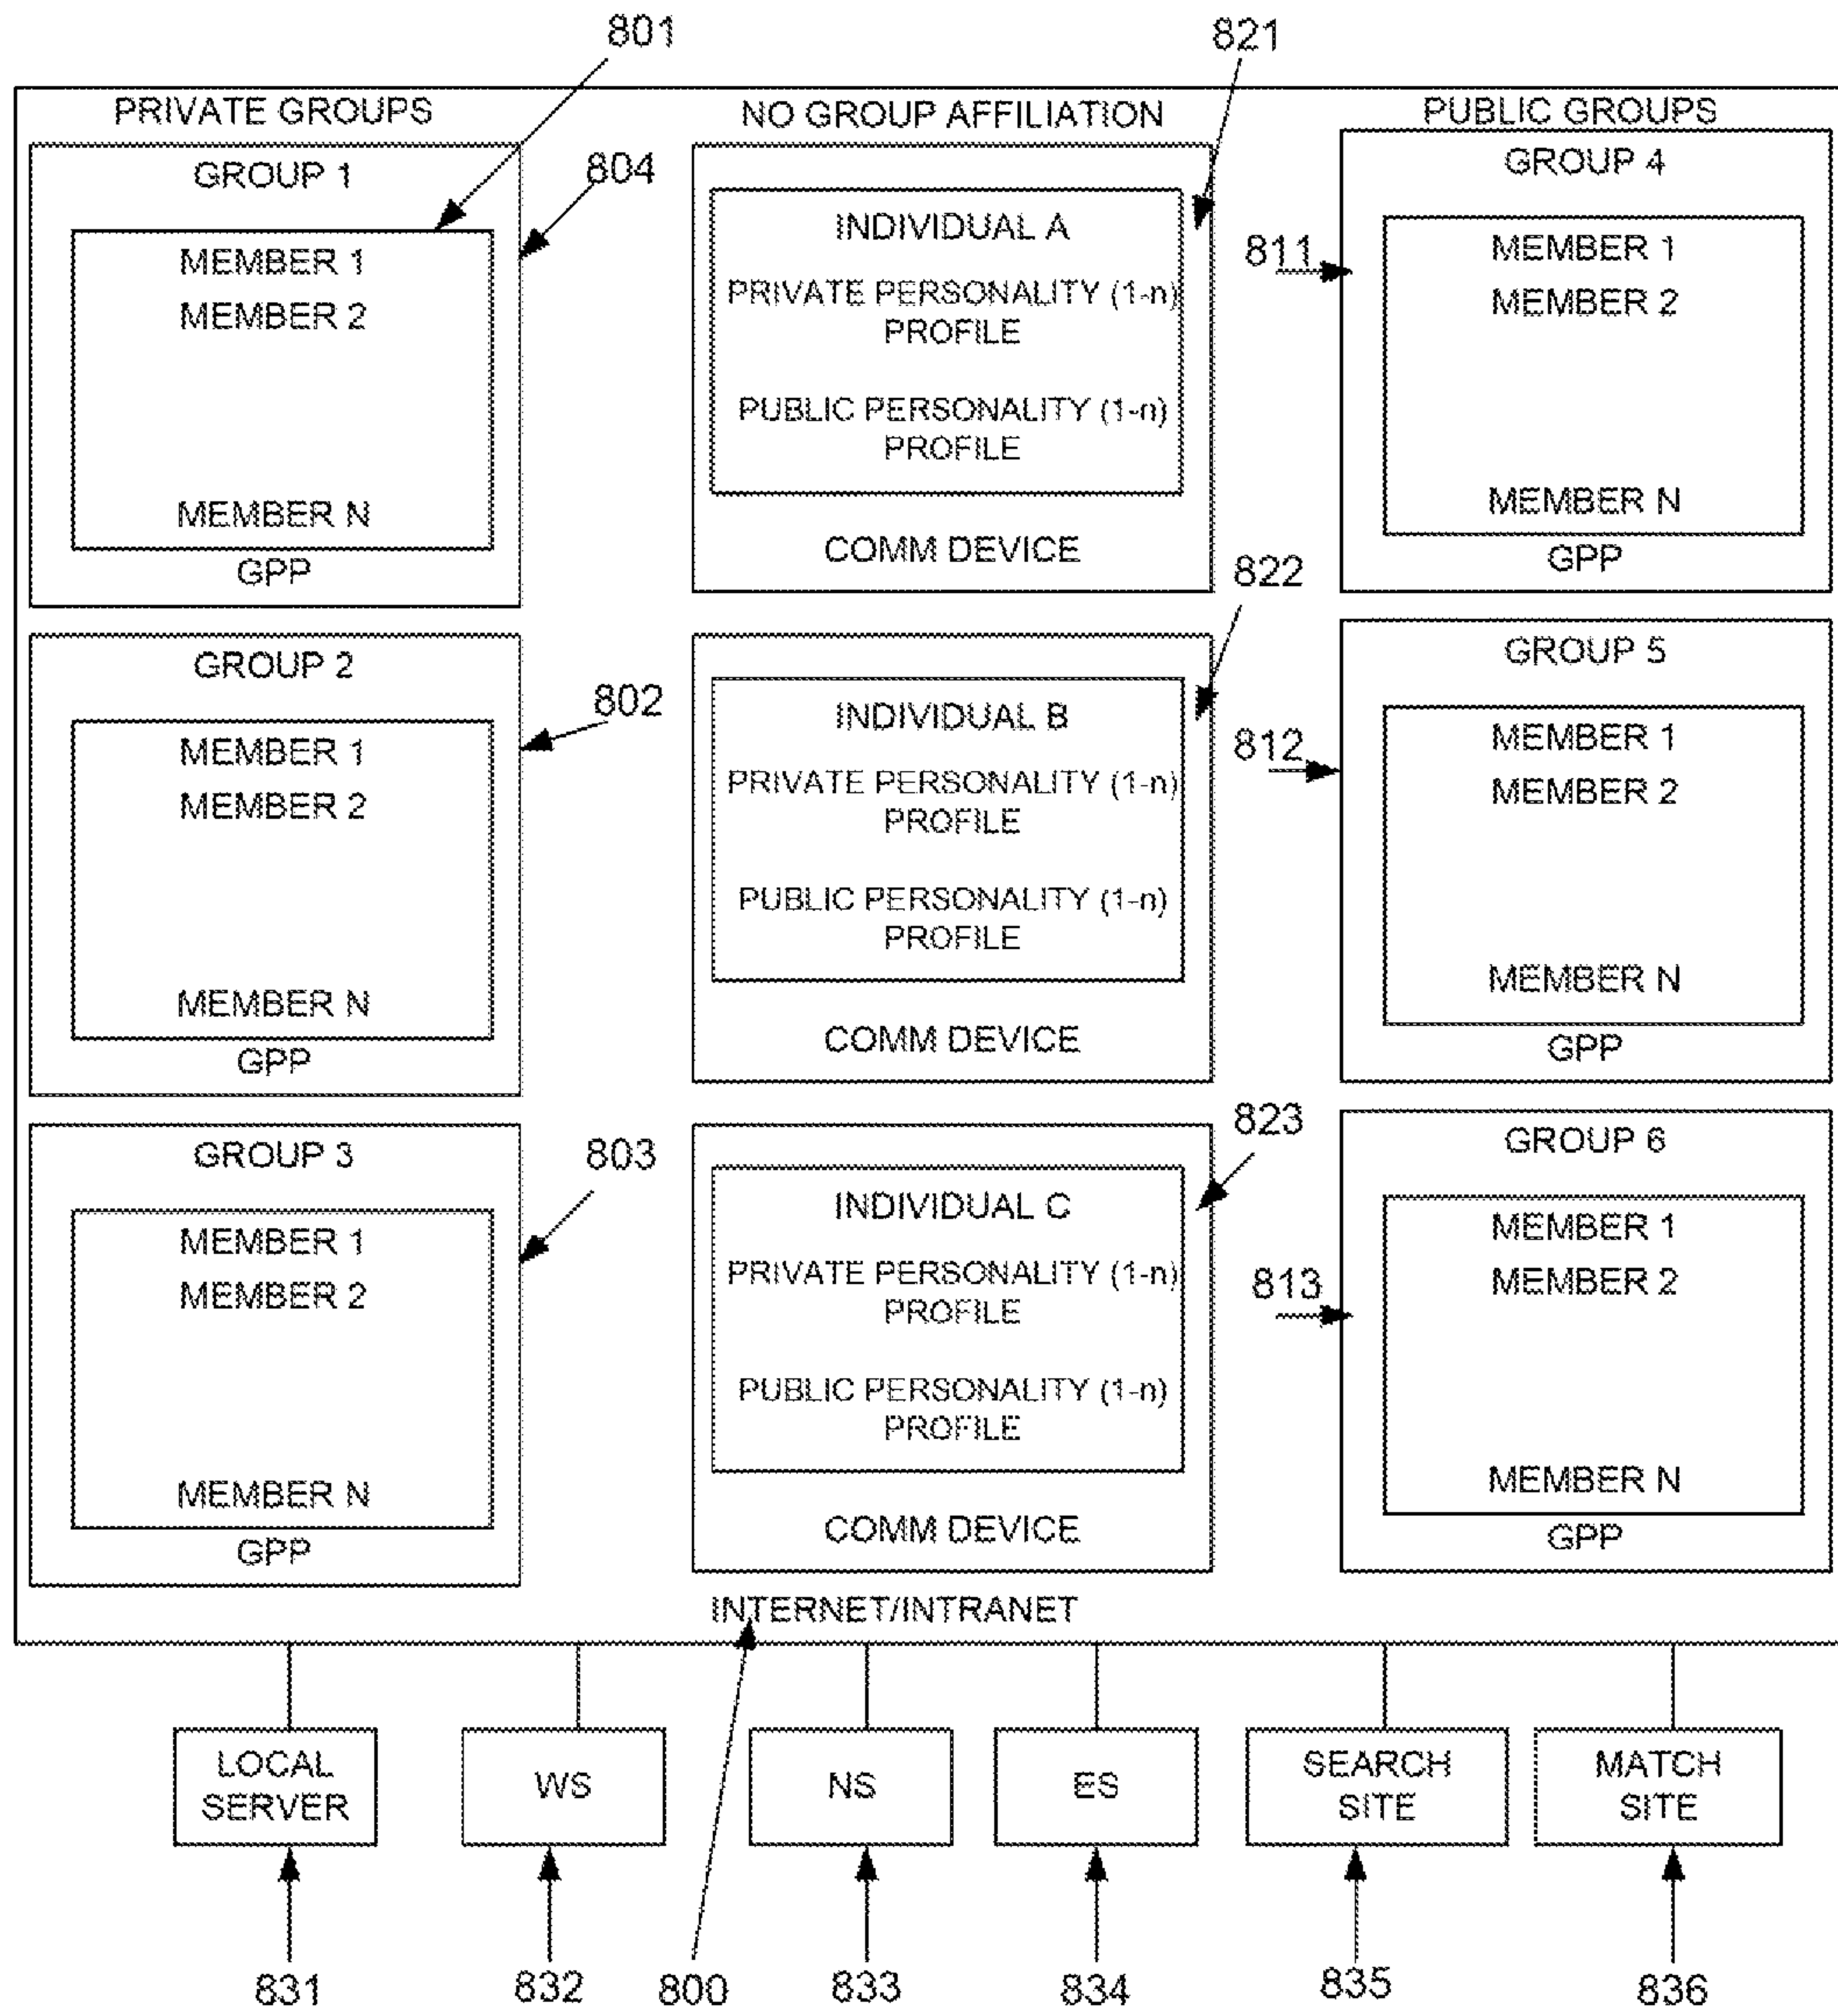 801
821
PRIVATE GROUPS
NO GROUP AFFILIATION
PUBLIC GROUPS
GROUP 1
804
MEMBER 1
MEMBER 2
MEMBER N
GPP
INDIVIDUAL A
PRIVATE PERSONALITY (1-n)
PROFILE
PUBLIC PERSONALITY (1-n)
PROFILE
COMM DEVICE
GROUP 4
811
MEMBER 1
MEMBER 2
MEMBER N
GPP
822
GROUP 2
802
MEMBER 1
MEMBER 2
MEMBER N
GPP
INDIVIDUAL B
PRIVATE PERSONALITY (1-n)
PROFILE
PUBLIC PERSONALITY (1-n)
PROFILE
COMM DEVICE
GROUP 5
812
MEMBER 1
MEMBER 2
MEMBER N
GPP
823
GROUP 3
803
MEMBER 1
MEMBER 2
MEMBER N
GPP
INDIVIDUAL C
PRIVATE PERSONALITY (1-n)
PROFILE
PUBLIC PERSONALITY (1-n)
PROFILE
COMM DEVICE
GROUP 6
813
MEMBER 1
MEMBER 2
MEMBER N
GPP
INTERNET/INTRANET
LOCAL
SERVER
WS
NS
ES
SEARCH
SITE
MATCH
SITE
831
832
800
833
834
835
836